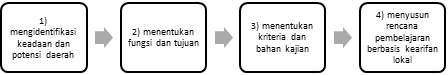 1)
mengidentifikasi
keadaan dan
potensi daerah
2) menentukan
fungsi dan tujuan
3) menentukan
kriteria dan
bahan kajian
4) menyusun
rencana
pembelajaran
berbasis kearifan
lokal